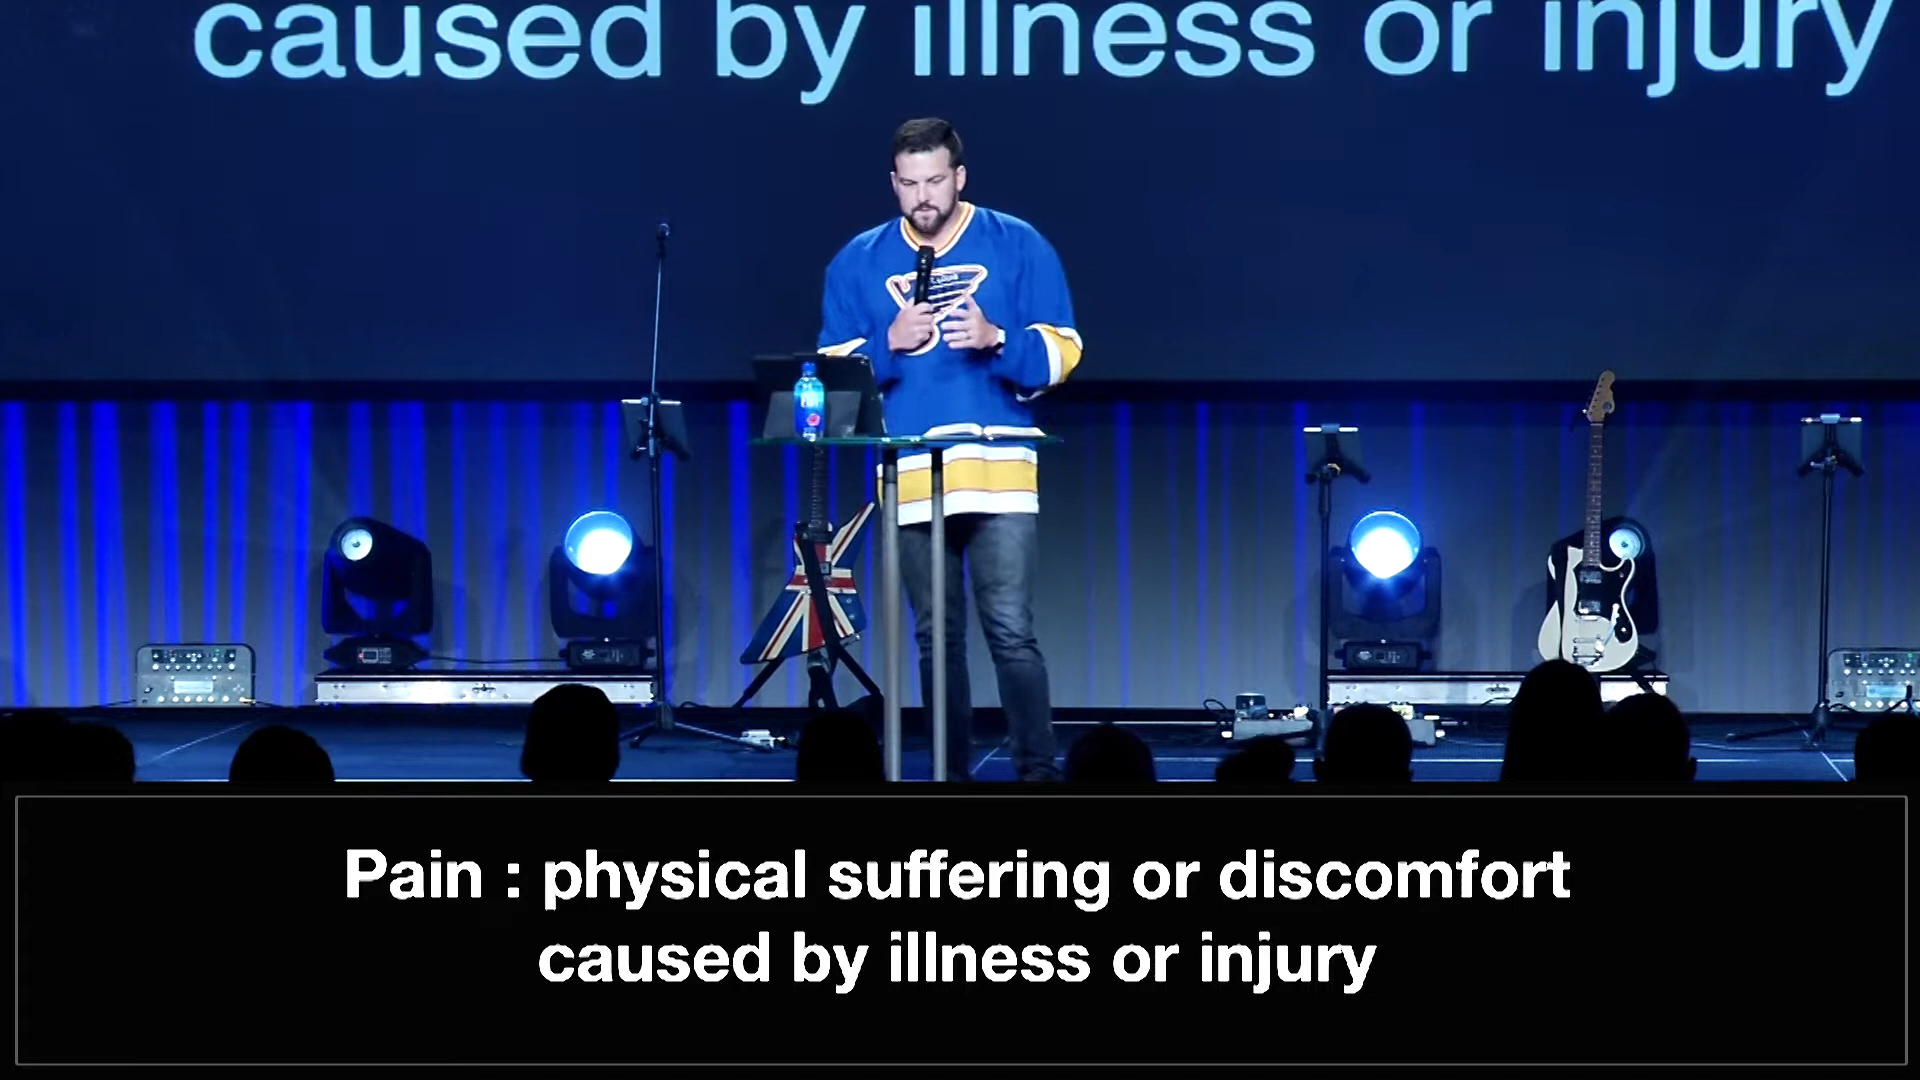 caused by illness or injury
Pain : physical suffering or discomfort
caused by illness or injury